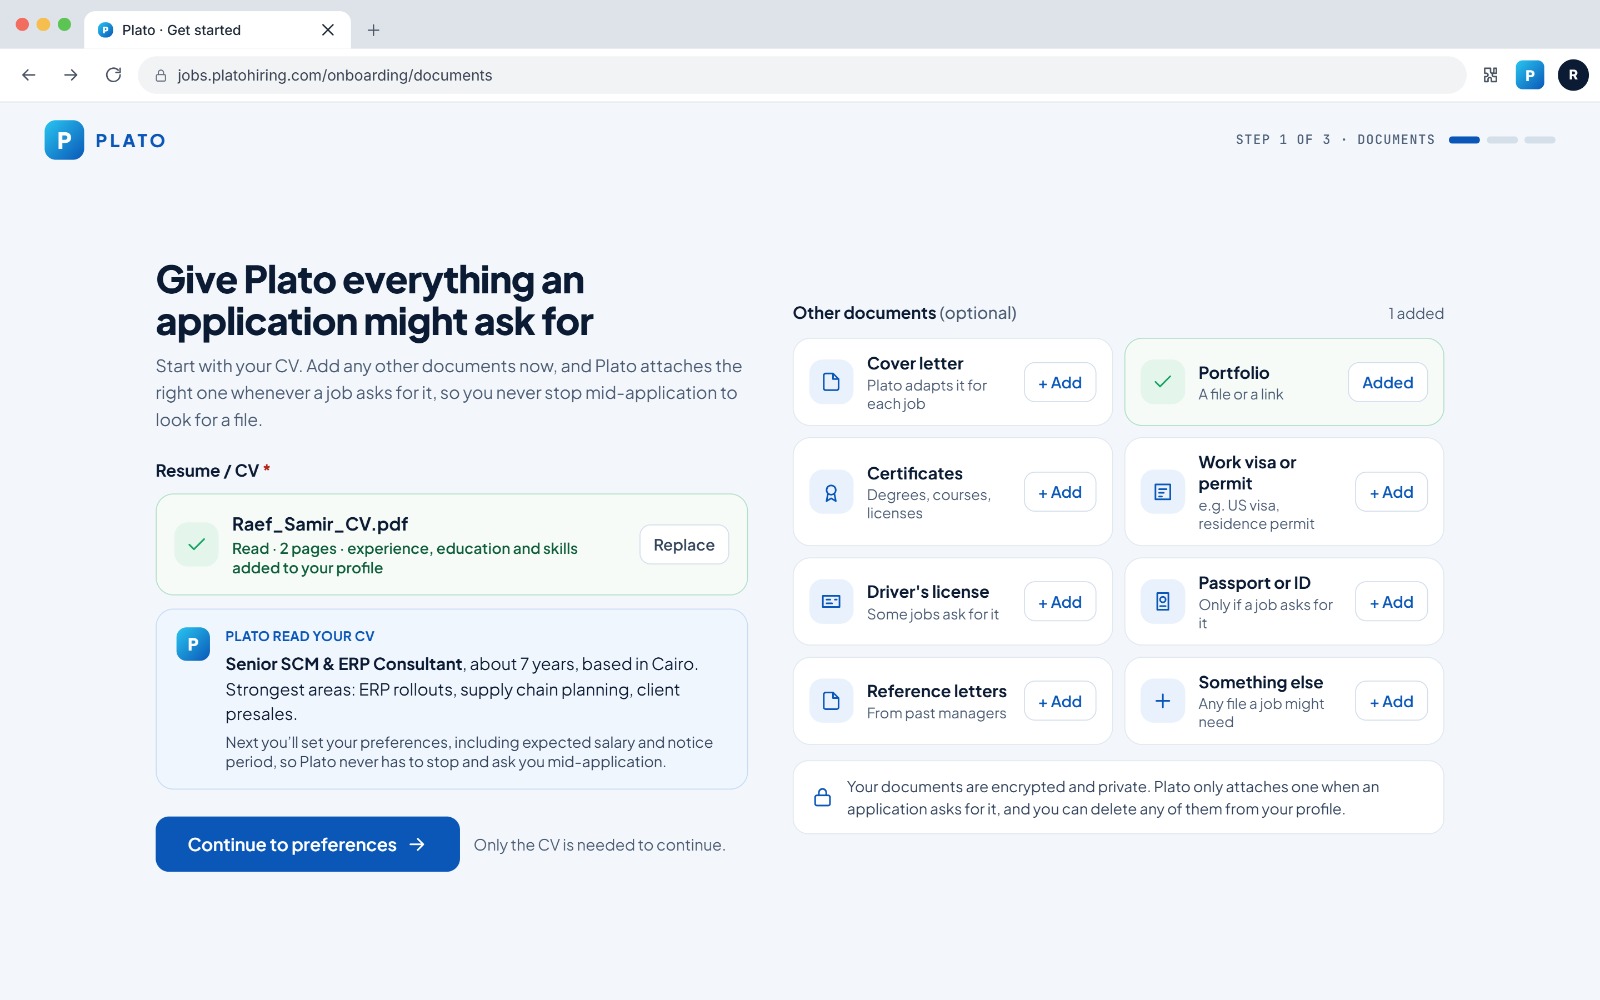 P Plato · Get started
jobs.platohiring.com/onboarding/documents
P
R
P PLATO
STEP 1 OF 3 · DOCUMENTS
Give Plato everything an
application might ask for
Start with your CV. Add any other documents now, and Plato attaches the
right one whenever a job asks for it, so you never stop mid-application to
look for a file.
Resume / CV *
Raef_Samir_CV.pdf
Read · 2 pages · experience, education and skills
added to your profile
Replace
P
PLATO READ YOUR CV
Senior SCM & ERP Consultant, about 7 years, based in Cairo.
Strongest areas: ERP rollouts, supply chain planning, client
presales.
Next you'll set your preferences, including expected salary and notice
period, so Plato never has to stop and ask you mid-application.
Continue to preferences →
Only the CV is needed to continue.
Other documents (optional)
1 added
Cover letter
Plato adapts it for
each job
+ Add
Portfolio
A file or a link
Added
Certificates
Degrees, courses,
licenses
+ Add
Work visa or
permit
e.g. US visa,
residence permit
+ Add
Driver's license
Some jobs ask for it
+ Add
Passport or ID
Only if a job asks for
it
+ Add
Reference letters
From past managers
+ Add
Something else
Any file a job might
need
+ Add
Your documents are encrypted and private. Plato only attaches one when an
application asks for it, and you can delete any of them from your profile.